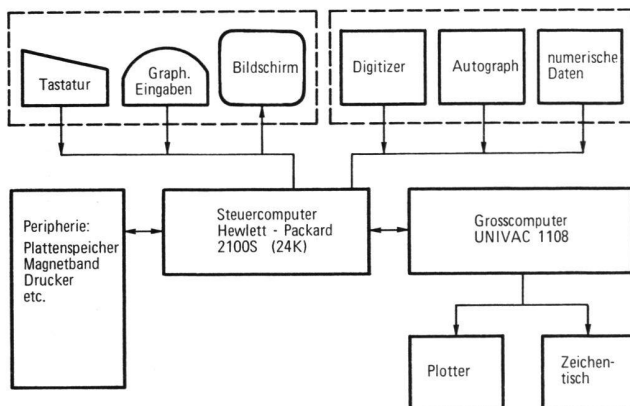 Tastatur
Graph.
Eingaben
Bildschirm
Digitizer
Autograph
numerische
Daten
Peripherie:
Plattenspeicher
Magnetband
Drucker
etc.
Steuercomputer
Hewlett - Packard
2100S (24K)
Grosscomputer
UNIVAC 1108
Plotter
Zeichen-
tisch